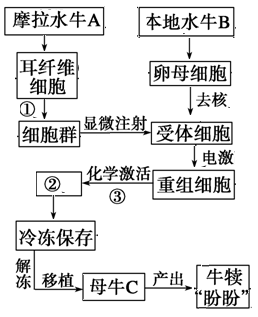 摩拉水牛A 本地水牛B
耳纤维
细胞
卵母细胞
去核
①
细胞群 显微注射 受体细胞
电激
② 化学激活 重组细胞
③
冷冻保存
解冻
移植 母牛C 产出 牛犊
“盼盼”